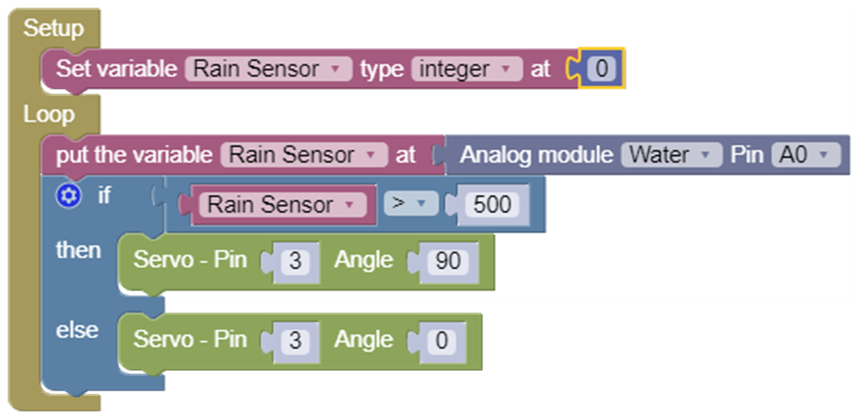 Setup
Set variable Rain Sensor type integer at 0
Loop
put the variable Rain Sensor at Analog module Water Pin A0
if Rain Sensor > 500
then Servo - Pin 3 Angle 90
else Servo - Pin 3 Angle 0